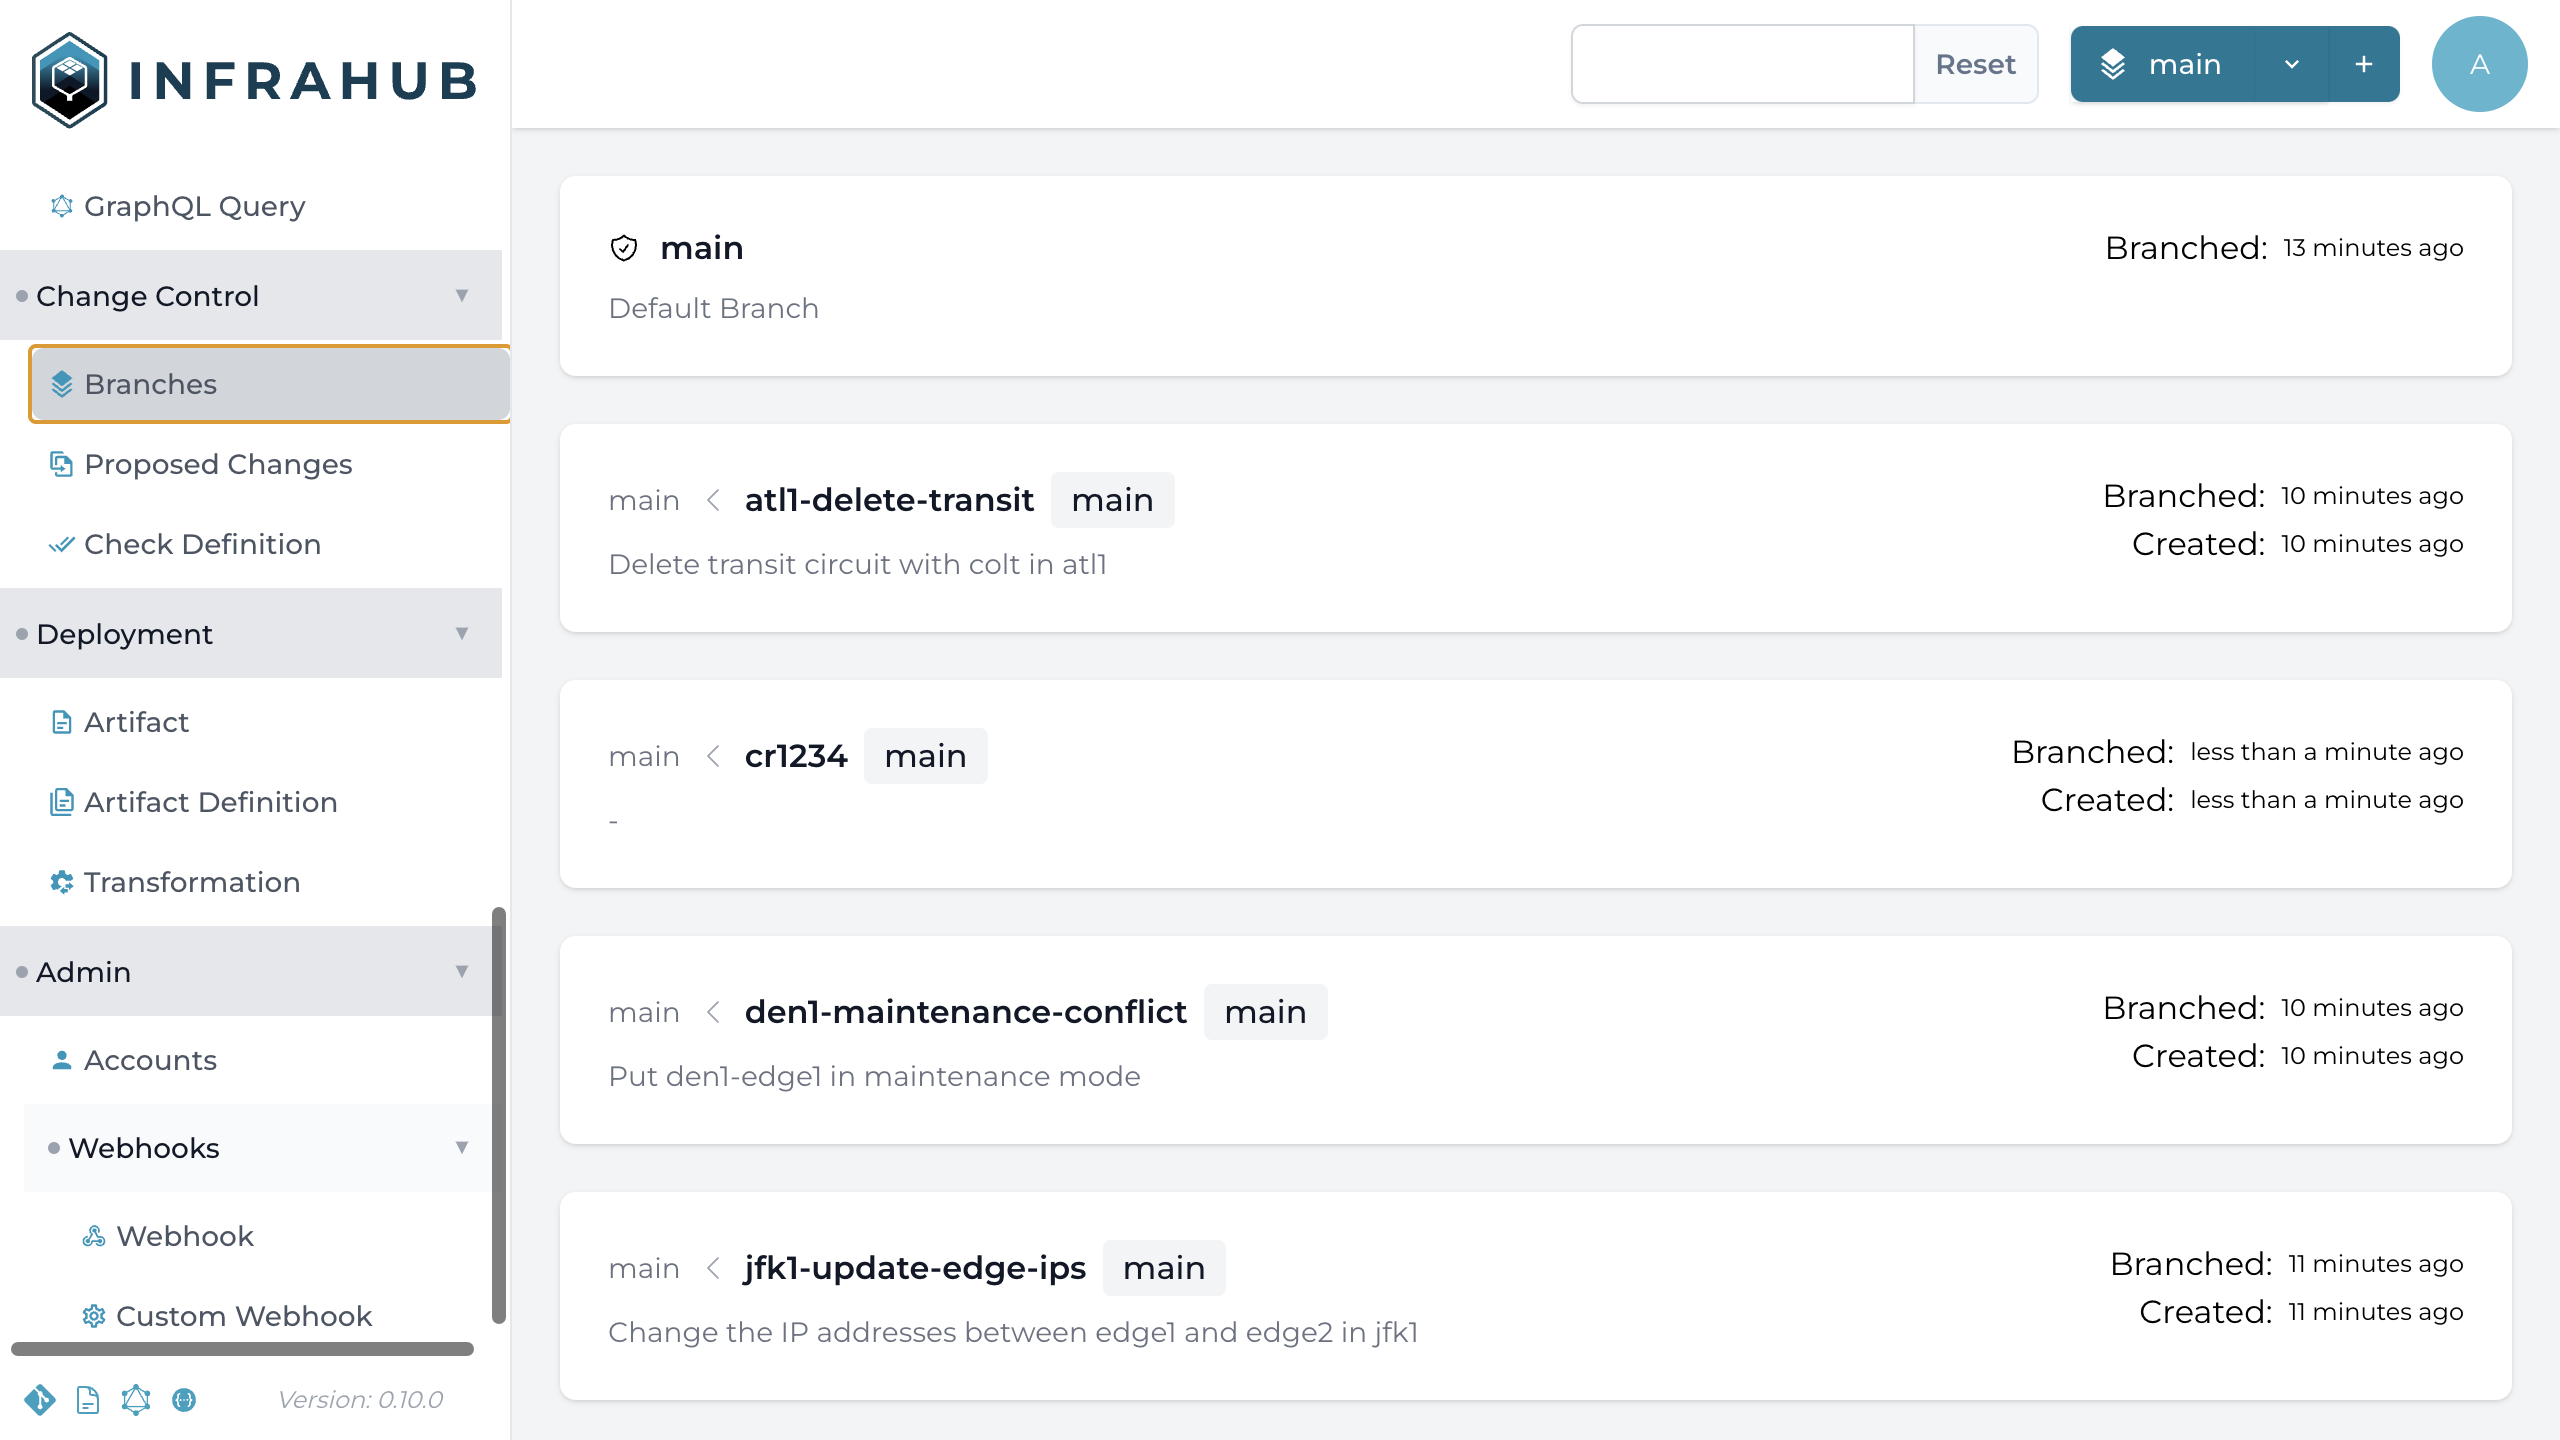 INFRAHUB
GraphQL Query
Change Control
Branches
Proposed Changes
Check Definition
Deployment
Artifact
Artifact Definition
Transformation
Admin
Accounts
Webhooks
Webhook
Custom Webhook
Version: 0.10.0
Reset
main
+
A
main
Branched: 13 minutes ago
Default Branch
main < atl1-delete-transit main
Branched: 10 minutes ago
Created: 10 minutes ago
Delete transit circuit with colt in atl1
main < cr1234 main
Branched: less than a minute ago
Created: less than a minute ago
-
main < den1-maintenance-conflict main
Branched: 10 minutes ago
Created: 10 minutes ago
Put den1-edge1 in maintenance mode
main < jfk1-update-edge-ips main
Branched: 11 minutes ago
Created: 11 minutes ago
Change the IP addresses between edge1 and edge2 in jfk1